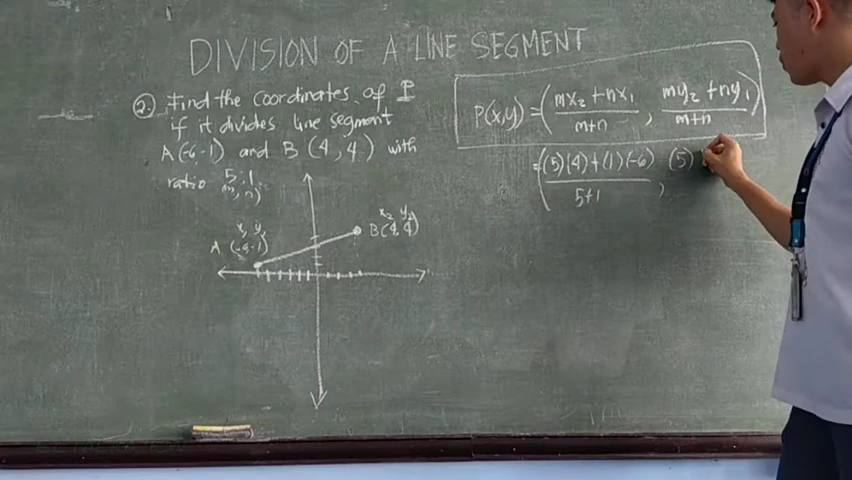 DIVISION OF A LINE SEGMENT
2. Find the coordinates of P
if it divides line segment
A(-6,-1) and B (4,4) with
ratio 5:1
(m, n)
P(x,y) = (mx₂ + nx₁ / m+n , my₂ + ny₁ / m+n)
= ((5)(4)+(1)(-6) / 5+1 , (5)
x₁ y₁
A (-6,-1)
x₂ y₂
B(4,4)